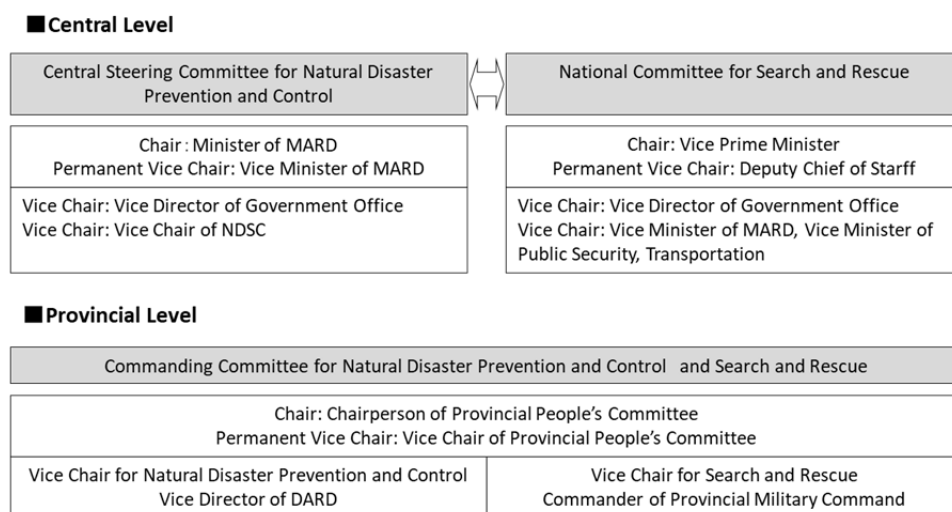 ■Central Level
Central Steering Committee for Natural Disaster
Prevention and Control
National Committee for Search and Rescue
Chair：Minister of MARD
Permanent Vice Chair: Vice Minister of MARD
Vice Chair: Vice Director of Government Office
Vice Chair: Vice Chair of NDSC
Chair: Vice Prime Minister
Permanent Vice Chair: Deputy Chief of Starff
Vice Chair: Vice Director of Government Office
Vice Chair: Vice Minister of MARD, Vice Minister of
Public Security, Transportation
■Provincial Level
Commanding Committee for Natural Disaster Prevention and Control and Search and Rescue
Chair: Chairperson of Provincial People’s Committee
Permanent Vice Chair: Vice Chair of Provincial People’s Committee
Vice Chair for Natural Disaster Prevention and Control
Vice Director of DARD
Vice Chair for Search and Rescue
Commander of Provincial Military Command